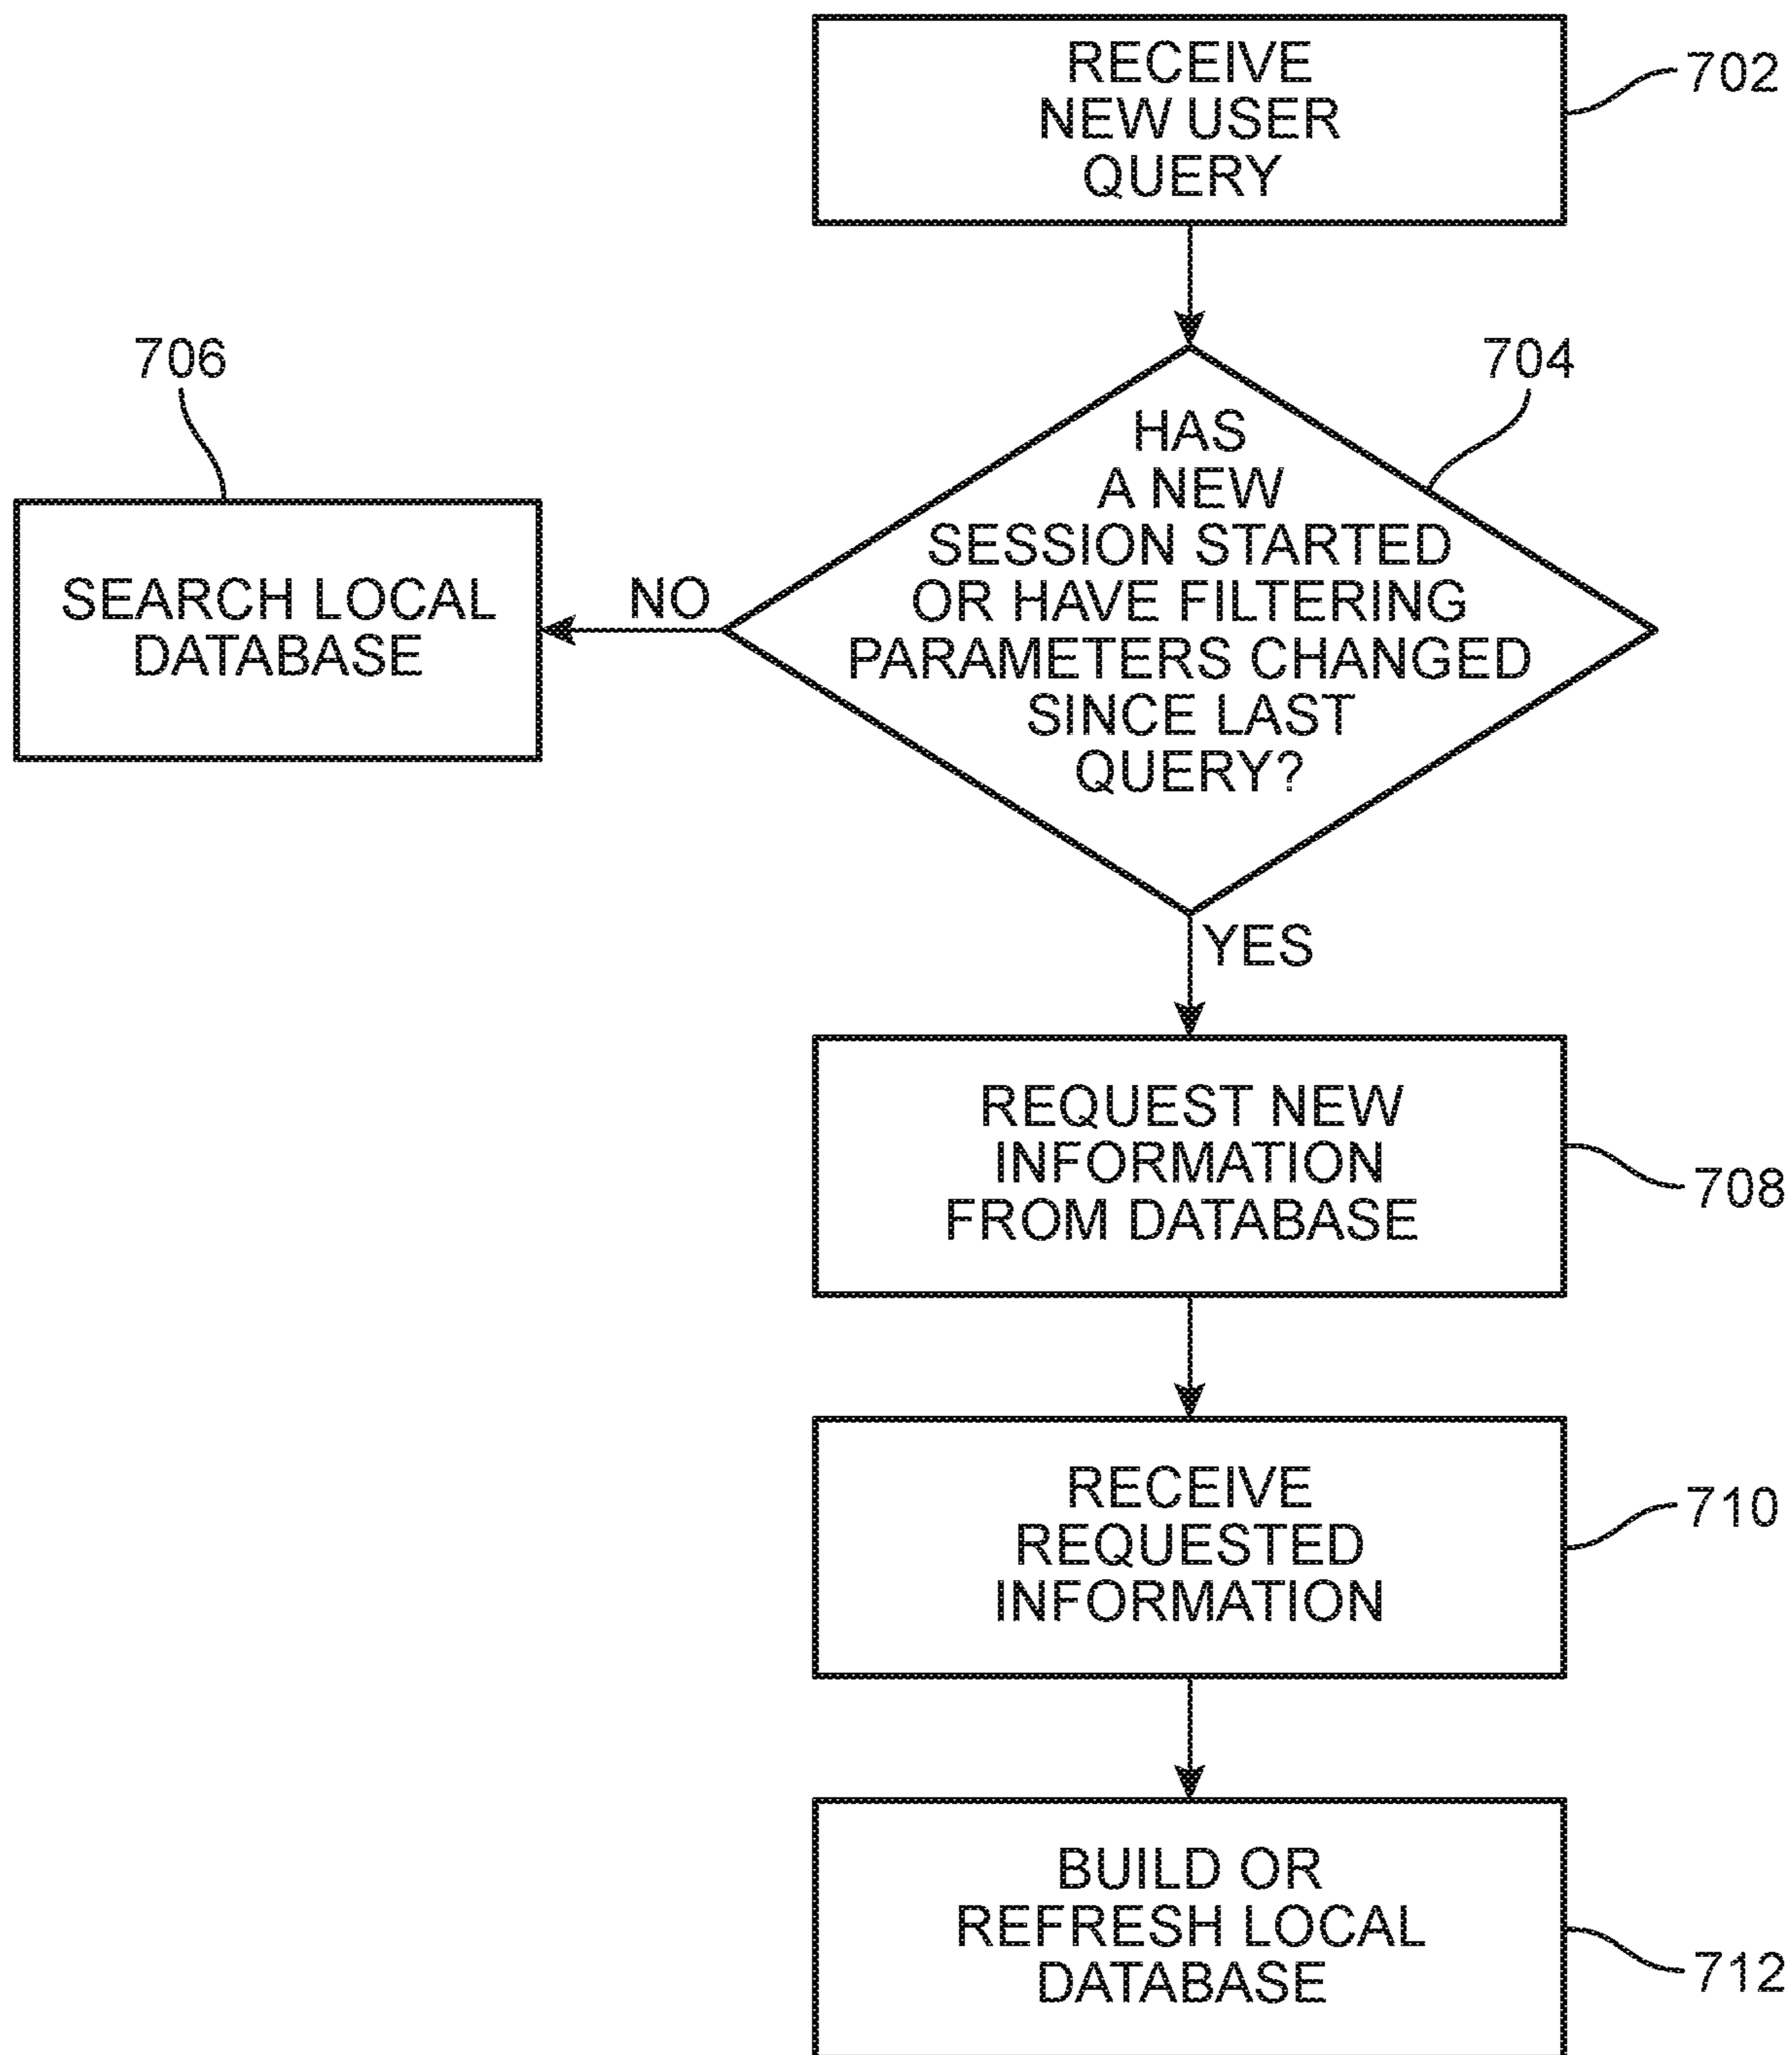 RECEIVE
NEW USER
QUERY
702
706
704
HAS
A NEW
SESSION STARTED
OR HAVE FILTERING
PARAMETERS CHANGED
SINCE LAST
QUERY?
NO
SEARCH LOCAL
DATABASE
YES
REQUEST NEW
INFORMATION
FROM DATABASE
708
RECEIVE
REQUESTED
INFORMATION
710
BUILD OR
REFRESH LOCAL
DATABASE
712